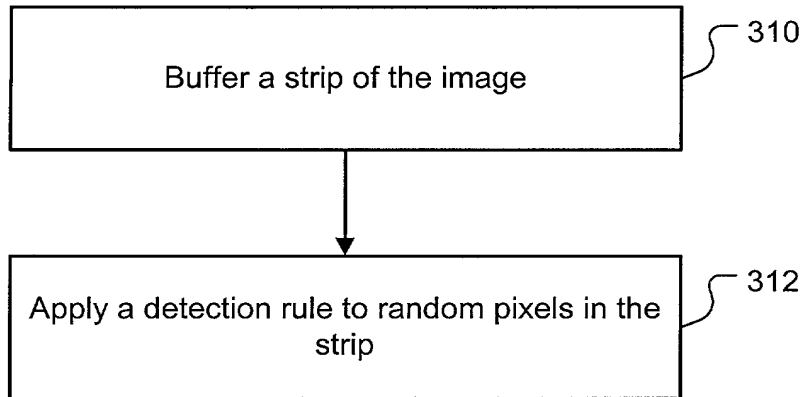 310
Buffer a strip of the image
312
Apply a detection rule to random pixels in the
strip